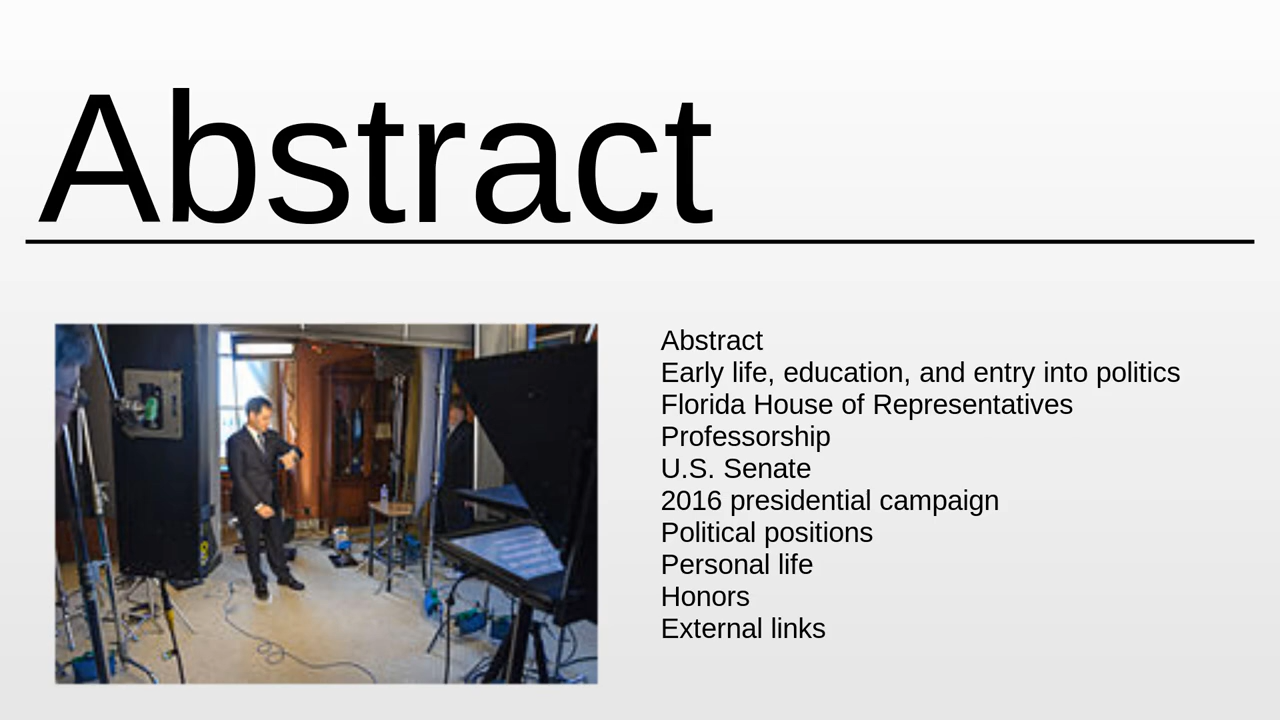 Abstract
Abstract
Early life, education, and entry into politics
Florida House of Representatives
Professorship
U.S. Senate
2016 presidential campaign
Political positions
Personal life
Honors
External links